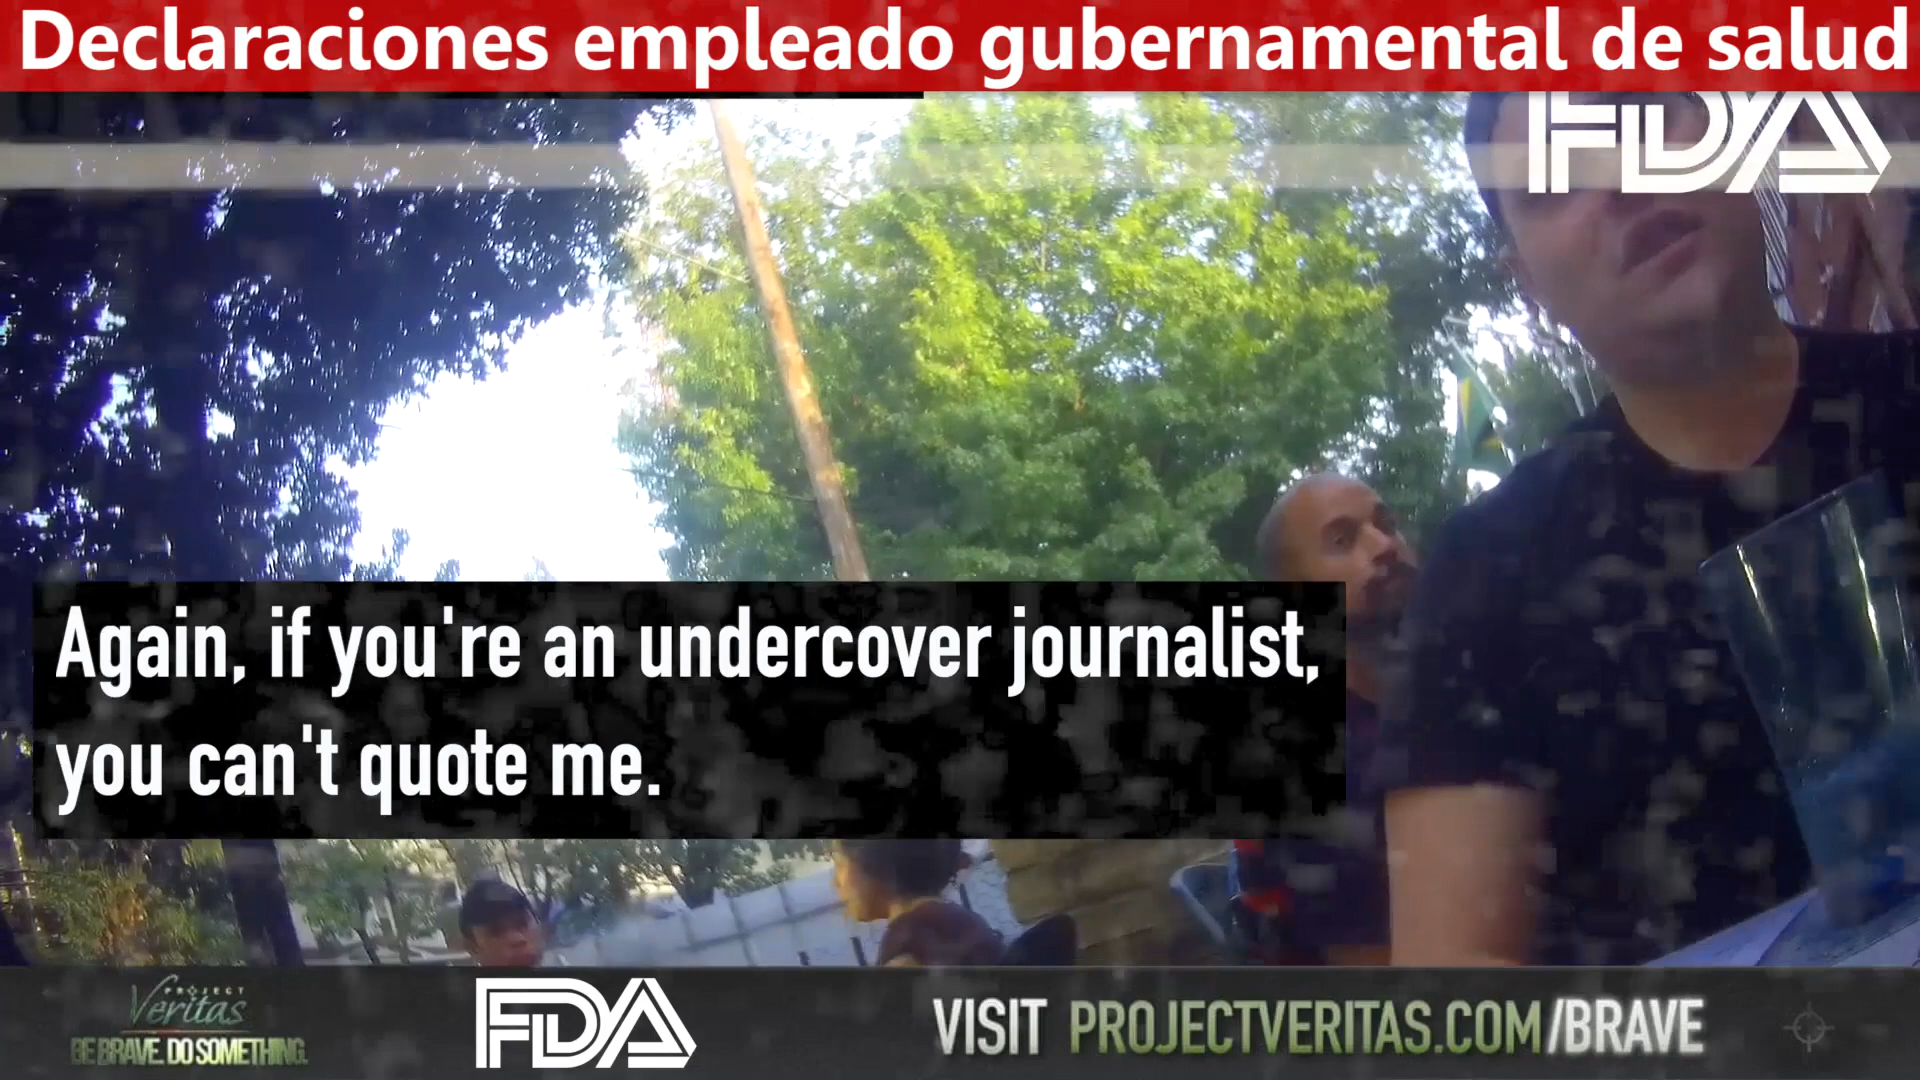 Declaraciones empleado gubernamental de salud
FDA
Again, if you're an undercover journalist,
you can't quote me.
PROJECT
Veritas
BE BRAVE. DO SOMETHING.
FDA
VISIT PROJECTVERITAS.COM/BRAVE